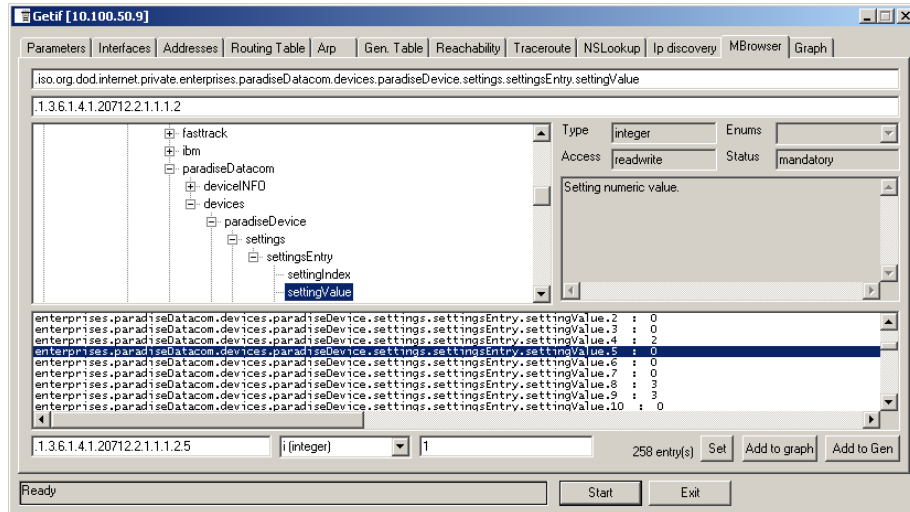 Getif [10.100.50.9]
Parameters Interfaces Addresses Routing Table Arp Gen. Table Reachability Traceroute NSLookup Ip discovery MBrowser Graph
.iso.org.dod.internet.private.enterprises.paradiseDatacom.devices.paradiseDevice.settings.settingsEntry.settingValue
.1.3.6.1.4.1.20712.2.1.1.1.2
fasttrack
ibm
paradiseDatacom
deviceINFO
devices
paradiseDevice
settings
settingsEntry
settingIndex
settingValue
Type integer Enums
Access readwrite Status mandatory
Setting numeric value.
enterprises.paradiseDatacom.devices.paradiseDevice.settings.settingsEntry.settingValue.2 : 0
enterprises.paradiseDatacom.devices.paradiseDevice.settings.settingsEntry.settingValue.3 : 0
enterprises.paradiseDatacom.devices.paradiseDevice.settings.settingsEntry.settingValue.4 : 2
enterprises.paradiseDatacom.devices.paradiseDevice.settings.settingsEntry.settingValue.5 : 0
enterprises.paradiseDatacom.devices.paradiseDevice.settings.settingsEntry.settingValue.6 : 0
enterprises.paradiseDatacom.devices.paradiseDevice.settings.settingsEntry.settingValue.7 : 0
enterprises.paradiseDatacom.devices.paradiseDevice.settings.settingsEntry.settingValue.8 : 3
enterprises.paradiseDatacom.devices.paradiseDevice.settings.settingsEntry.settingValue.9 : 3
enterprises.paradiseDatacom.devices.paradiseDevice.settings.settingsEntry.settingValue.10 : 0
.1.3.6.1.4.1.20712.2.1.1.1.2.5 i (integer) 1
258 entry(s) Set Add to graph Add to Gen
Ready Start Exit